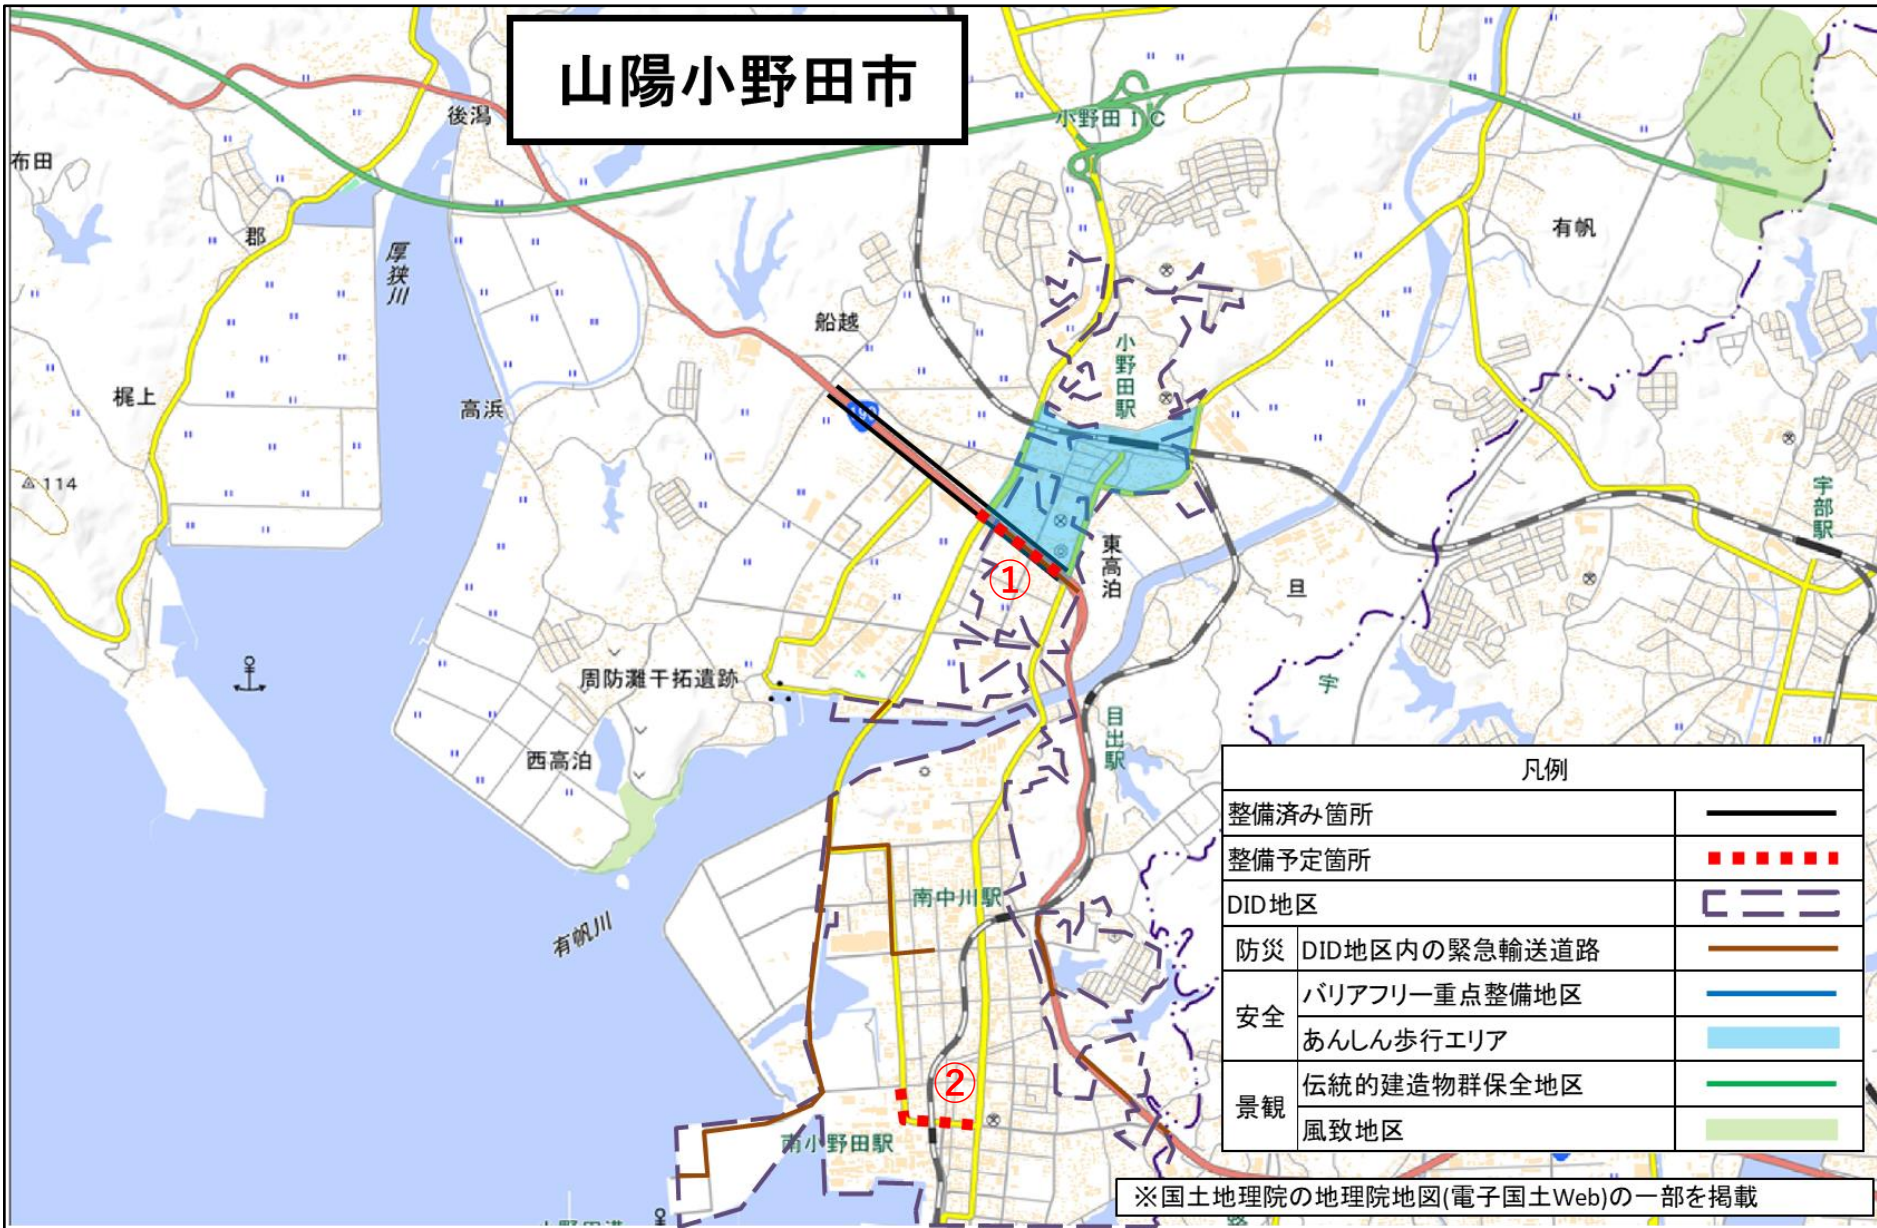 山陽小野田市
小野田IC
後潟
布田
有帆
郡
厚狭川
船越
小野田駅
梶上
高浜
190
114
宇部駅
東高泊
①
旦
周防灘干拓遺跡
宇
目出駅
西高泊
南中川駅
有帆川
②
南小野田駅
凡例
整備済み箇所
整備予定箇所
DID地区
防災 DID地区内の緊急輸送道路
安全 バリアフリー重点整備地区
あんしん歩行エリア
景観 伝統的建造物群保全地区
風致地区
※国土地理院の地理院地図(電子国土Web)の一部を掲載